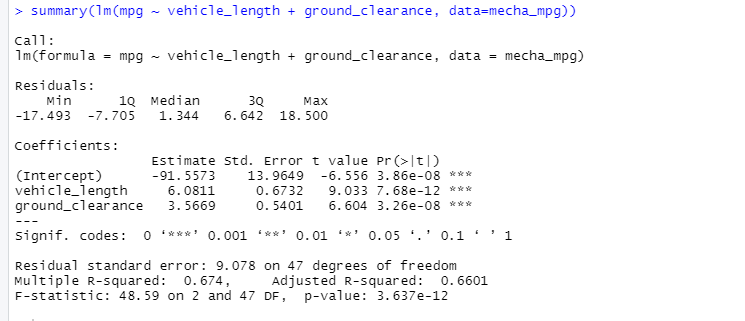 > summary(lm(mpg ~ vehicle_length + ground_clearance, data=mecha_mpg))
Call:
lm(formula = mpg ~ vehicle_length + ground_clearance, data = mecha_mpg)
Residuals:
    Min      1Q  Median      3Q     Max
-17.493  -7.705   1.344   6.642  18.500
Coefficients:
                 Estimate Std. Error t value Pr(>|t|)
(Intercept)      -91.5573    13.9649  -6.556 3.86e-08 ***
vehicle_length     6.0811     0.6732   9.033 7.68e-12 ***
ground_clearance   3.5669     0.5401   6.604 3.26e-08 ***
---
Signif. codes:  0 ‘***’ 0.001 ‘**’ 0.01 ‘*’ 0.05 ‘.’ 0.1 ‘ ’ 1
Residual standard error: 9.078 on 47 degrees of freedom
Multiple R-squared:  0.674,     Adjusted R-squared:  0.6601
F-statistic: 48.59 on 2 and 47 DF,  p-value: 3.637e-12